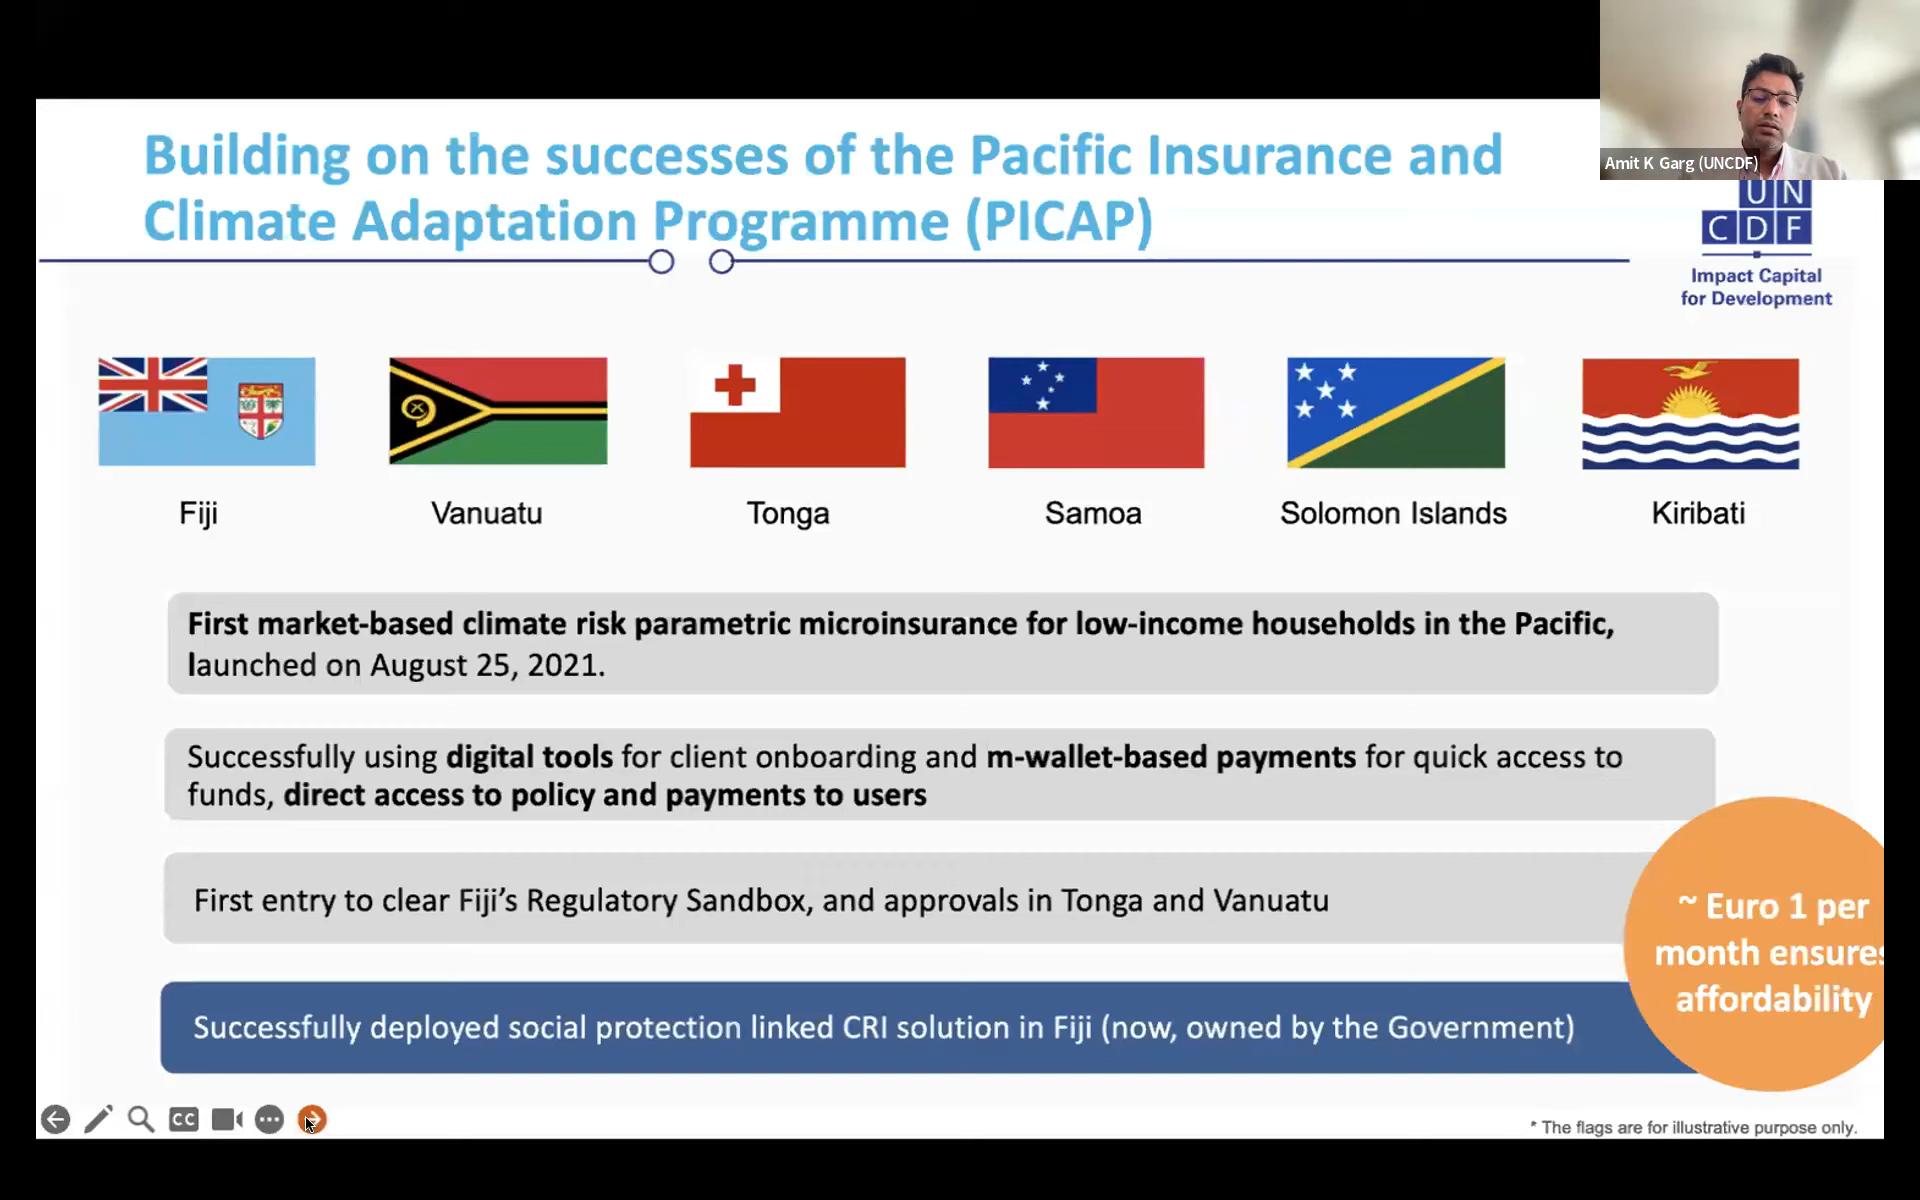 Building on the successes of the Pacific Insurance and
Climate Adaptation Programme (PICAP)
Amit K Garg (UNCDF)
UN
CDF
Impact Capital
for Development
Fiji
Vanuatu
Tonga
Samoa
Solomon Islands
Kiribati
First market-based climate risk parametric microinsurance for low-income households in the Pacific,
launched on August 25, 2021.
Successfully using digital tools for client onboarding and m-wallet-based payments for quick access to
funds, direct access to policy and payments to users
First entry to clear Fiji’s Regulatory Sandbox, and approvals in Tonga and Vanuatu
~ Euro 1 per
month ensures
affordability
Successfully deployed social protection linked CRI solution in Fiji (now, owned by the Government)
CC
* The flags are for illustrative purpose only.